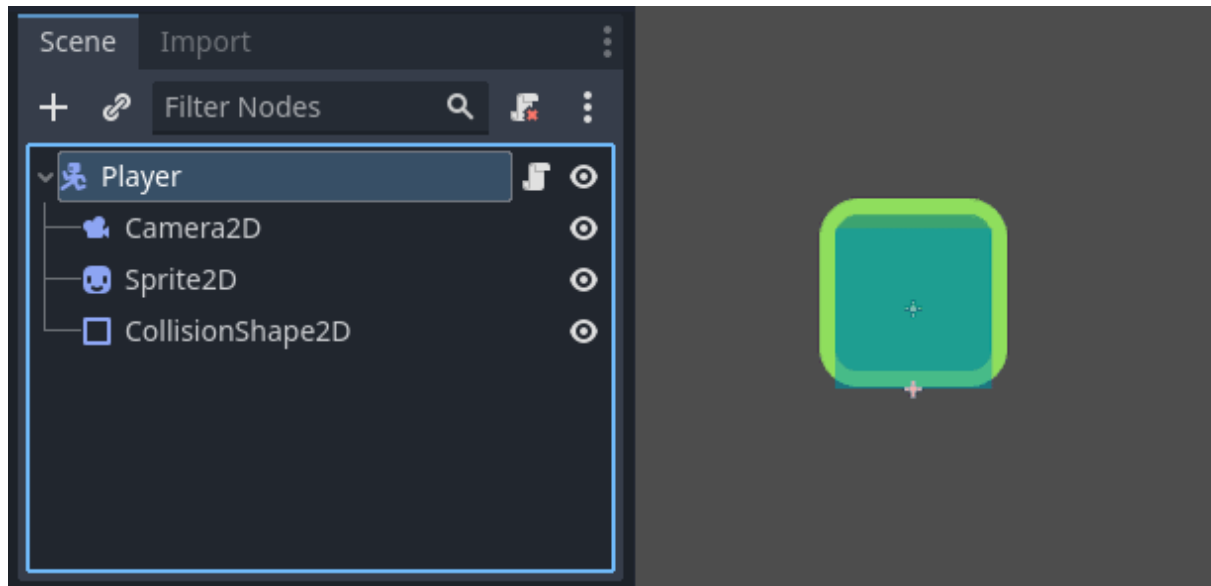 Scene Import
Filter Nodes
Player
Camera2D
Sprite2D
CollisionShape2D